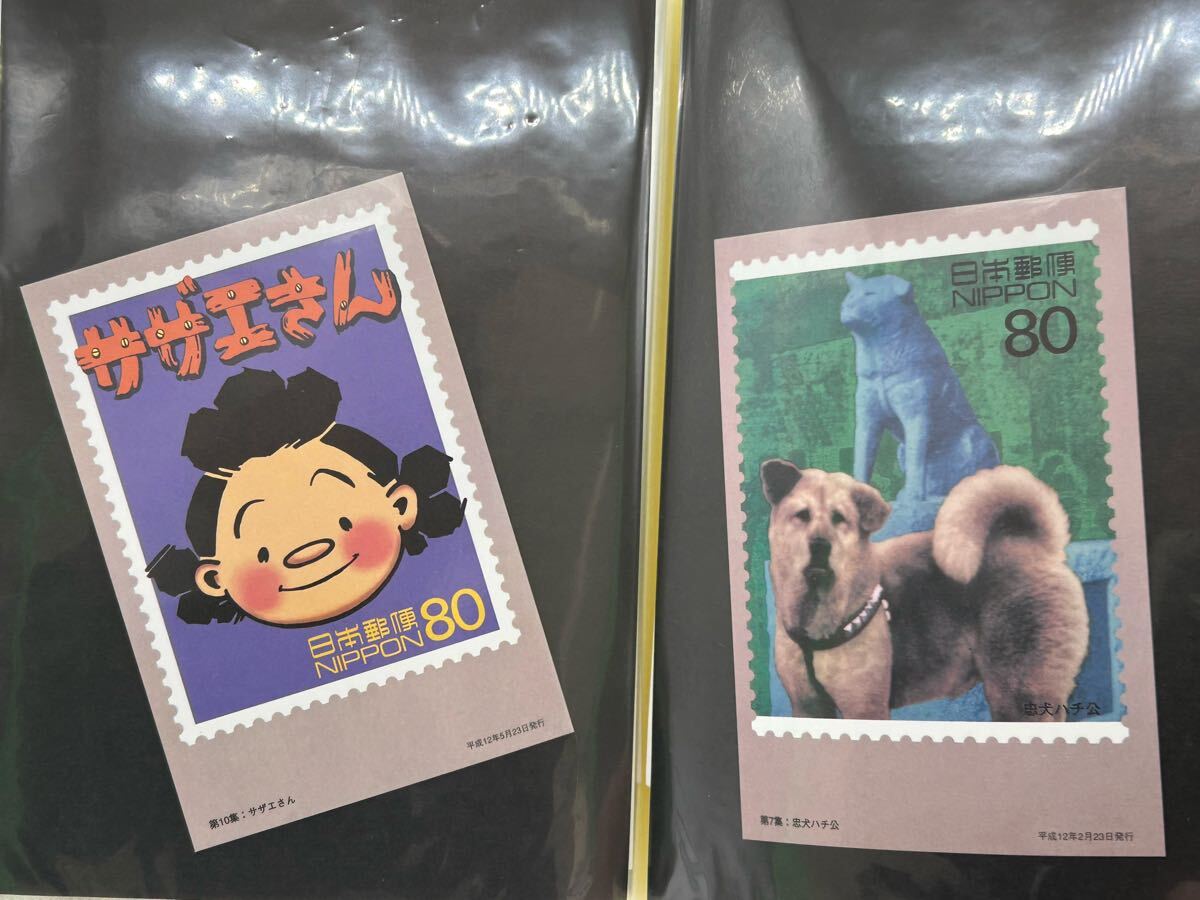 サザエさん
日本郵便
NIPPON 80
平成12年5月23日発行
第10集：サザエさん
日本郵便
NIPPON
80
忠犬ハチ公
第7集：忠犬ハチ公
平成12年2月23日発行